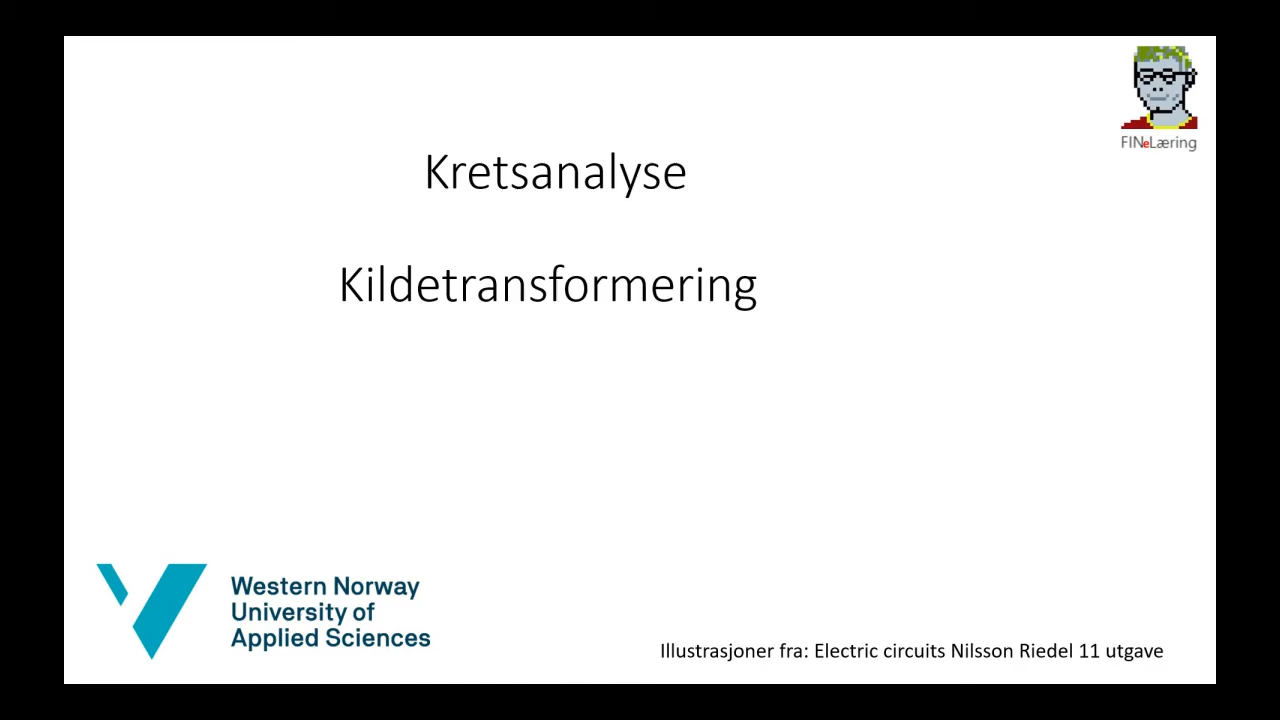 FINeLæring
Kretsanalyse
Kildetransformering
Western Norway
University of
Applied Sciences
Illustrasjoner fra: Electric circuits Nilsson Riedel 11 utgave